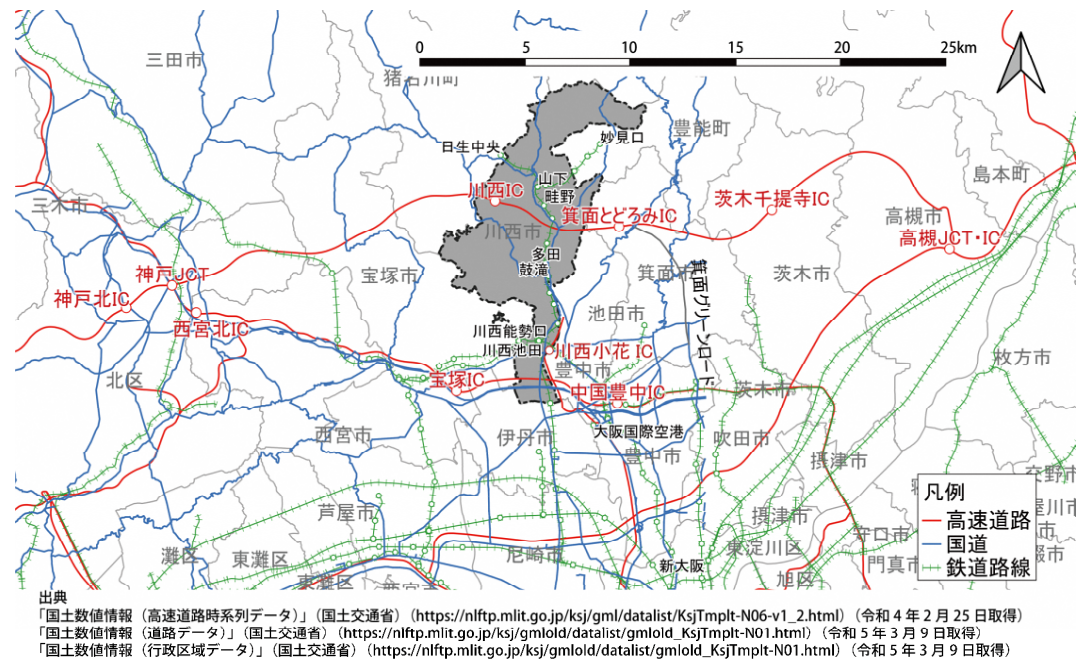 0 5 10 15 20 25km
三田市
猪名川町
豊能町
妙見口
日生中央
島本町
山下
畦野
川西IC
三木市
茨木千提寺IC
箕面とどろみIC
高槻市
川西市
高槻JCT・IC
多田
鼓滝
宝塚市
箕面市
茨木市
神戸JCT
箕面グリーンロード
神戸北IC
池田市
西宮北IC
川西能勢口
川西池田
川西小花 IC
枚方市
豊中市
北区
宝塚IC
中国豊中IC
茨木市
西宮市
伊丹市
大阪国際空港
吹田市
豊中市
摂津市
交野市
凡例
高速道路
国道
鉄道路線
芦屋市
摂津市
守口市
灘区
東灘区
尼崎市
新大阪
東淀川区
門真市
旭区
東灘区
出典
「国土数値情報（高速道路時系列データ）」（国土交通省）（https://nlftp.mlit.go.jp/ksj/gml/datalist/KsjTmplt-N06-v1_2.html）（令和4年2月25日取得）
「国土数値情報（道路データ）」（国土交通省）（https://nlftp.mlit.go.jp/ksj/gmlold/datalist/gmlold_KsjTmplt-N01.html）（令和5年3月9日取得）
「国土数値情報（行政区域データ）」（国土交通省）（https://nlftp.mlit.go.jp/ksj/gmlold/datalist/gmlold_KsjTmplt-N01.html）（令和5年3月9日取得）